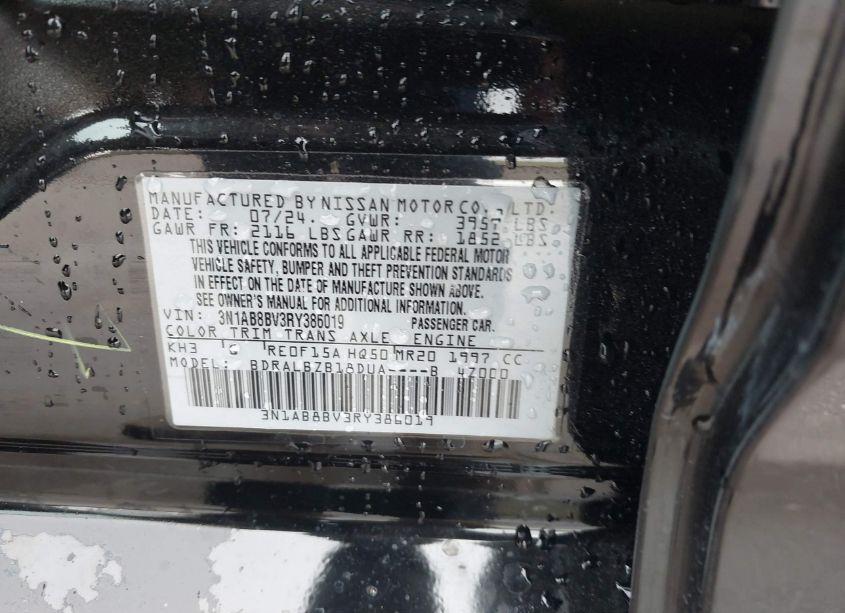 MANUFACTURED BY NISSAN MOTOR CO., LTD.
DATE: 07/24. GVWR: 3957 LBS
GAWR FR: 2116 LBS GAWR RR: 1852 LBS
THIS VEHICLE CONFORMS TO ALL APPLICABLE FEDERAL MOTOR
VEHICLE SAFETY, BUMPER AND THEFT PREVENTION STANDARDS
IN EFFECT ON THE DATE OF MANUFACTURE SHOWN ABOVE.
SEE OWNER'S MANUAL FOR ADDITIONAL INFORMATION.
VIN: 3N1AB8BV3RY386019 PASSENGER CAR.
COLOR TRIM TRANS AXLE ENGINE
KH3 G RE0F15A HQ50 MR20 1997 CC
MODEL: BDRALBZB18DUA----B 4Z000
3N1AB8BV3RY386019